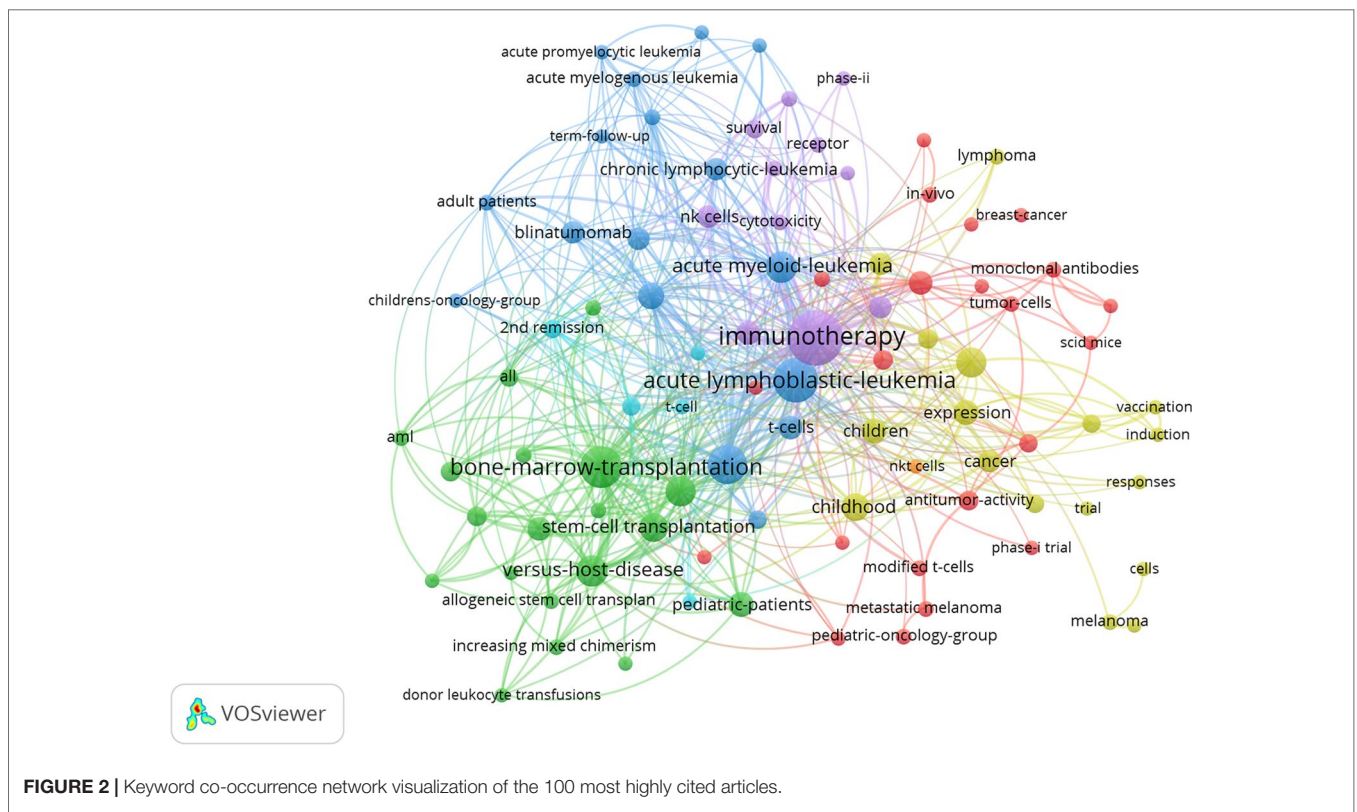 acute promyelocytic leukemia
acute myelogenous leukemia
phase-ii
survival
term-follow-up
receptor
lymphoma
chronic lymphocytic-leukemia
in-vivo
adult patients
nk cells
cytotoxicity
breast-cancer
blinatumomab
acute myeloid-leukemia
monoclonal antibodies
childrens-oncology-group
tumor-cells
2nd remission
immunotherapy
scid mice
all
acute lymphoblastic-leukemia
t-cell
expression
vaccination
aml
t-cells
children
induction
bone-marrow-transplantation
nkt cells
cancer
responses
childhood
antitumor-activity
trial
stem-cell transplantation
phase-i trial
versus-host-disease
modified t-cells
cells
allogeneic stem cell transplan
pediatric-patients
metastatic melanoma
melanoma
pediatric-oncology-group
increasing mixed chimerism
donor leukocyte transfusions
VOSviewer
FIGURE 2 | Keyword co-occurrence network visualization of the 100 most highly cited articles.